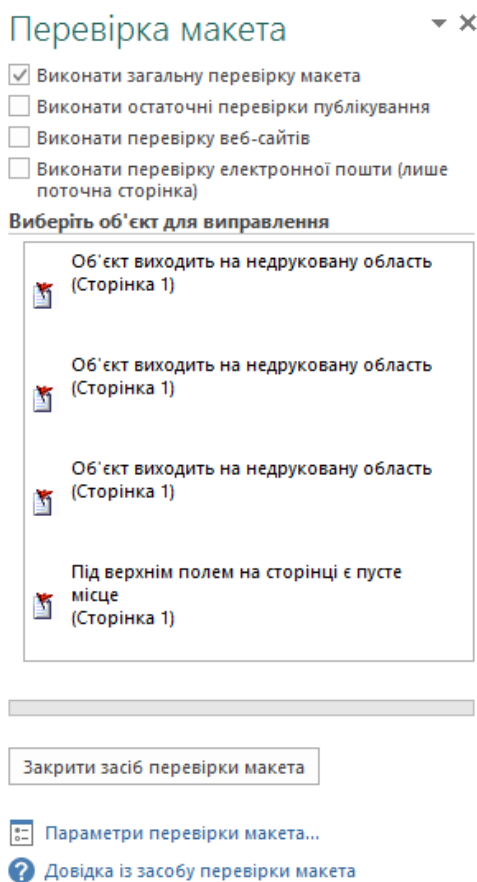 Перевірка макета
Виконати загальну перевірку макета
Виконати остаточні перевірки публікування
Виконати перевірку веб-сайтів
Виконати перевірку електронної пошти (лише
поточна сторінка)
Виберіть об'єкт для виправлення
Об'єкт виходить на недруковану область
(Сторінка 1)
Об'єкт виходить на недруковану область
(Сторінка 1)
Об'єкт виходить на недруковану область
(Сторінка 1)
Під верхнім полем на сторінці є пусте
місце
(Сторінка 1)
Закрити засіб перевірки макета
Параметри перевірки макета...
Довідка із засобу перевірки макета